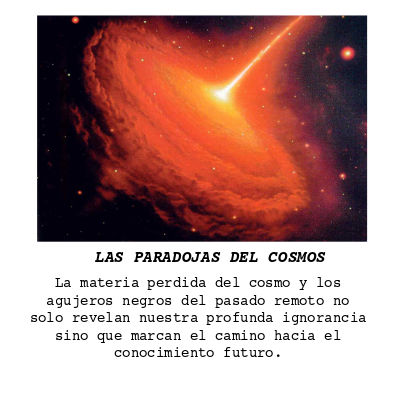 LAS PARADOJAS DEL COSMOS
La materia perdida del cosmo y los
agujeros negros del pasado remoto no
solo revelan nuestra profunda ignorancia
sino que marcan el camino hacia el
conocimiento futuro.